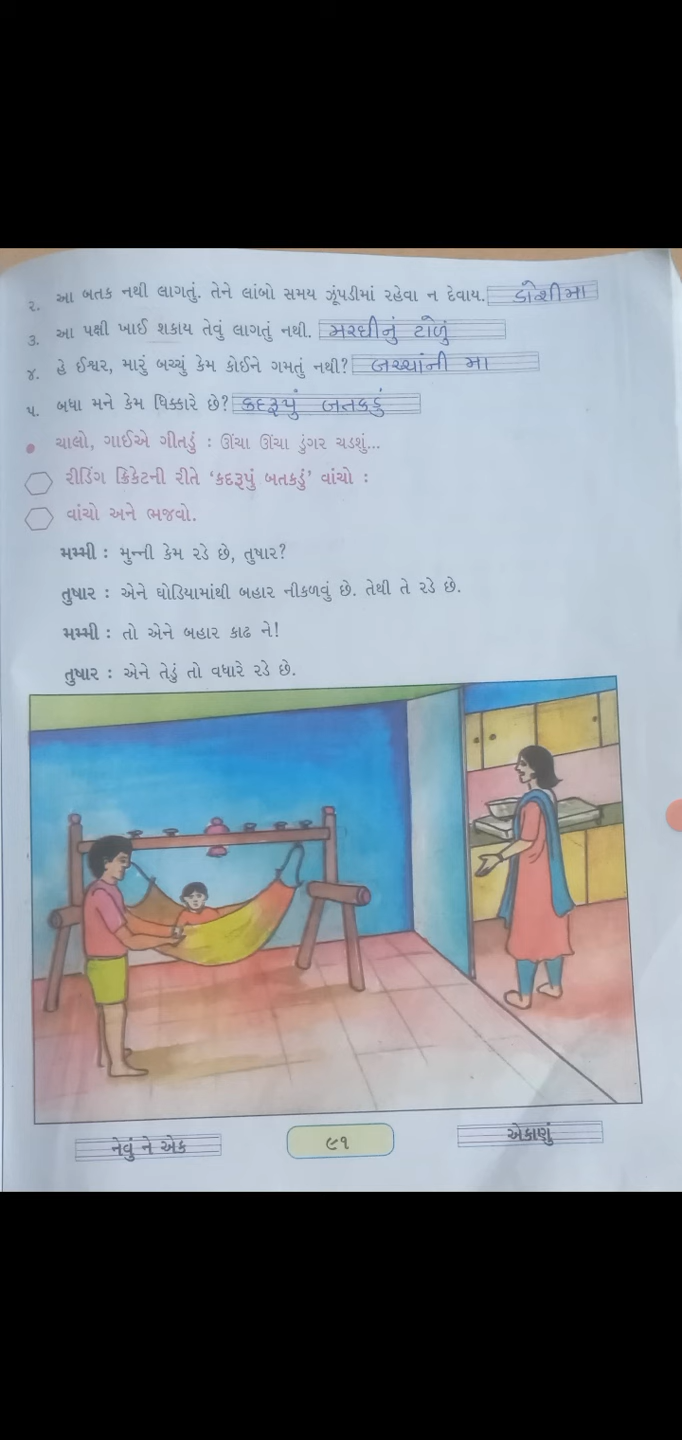 ૨. આ બતક નથી લાગતું. તેને લાંબો સમય ઝૂંપડીમાં રહેવા ન દેવાય. ડોશીમા
૩. આ પક્ષી ખાઈ શકાય તેવું લાગતું નથી. મરઘીનું ટોળું
૪. હે ઈશ્વર, મારું બચ્ચું કેમ કોઈને ગમતું નથી? બચ્ચાંની મા
૫. બધા મને કેમ ધિક્કારે છે? કદરૂપું બતકડું
• ચાલો, ગાઈએ ગીતડું : ઊંચા ઊંચા ડુંગર ચડશું...
રીડિંગ ક્રિકેટની રીતે ‘કદરૂપું બતકડું’ વાંચો :
વાંચો અને ભજવો.
મમ્મી : મુન્ની કેમ રડે છે, તુષાર?
તુષાર : એને ઘોડિયામાંથી બહાર નીકળવું છે. તેથી તે રડે છે.
મમ્મી : તો એને બહાર કાઢ ને!
તુષાર : એને તેડું તો વધારે રડે છે.
નેવું ને એક ૯૧ એકાણું